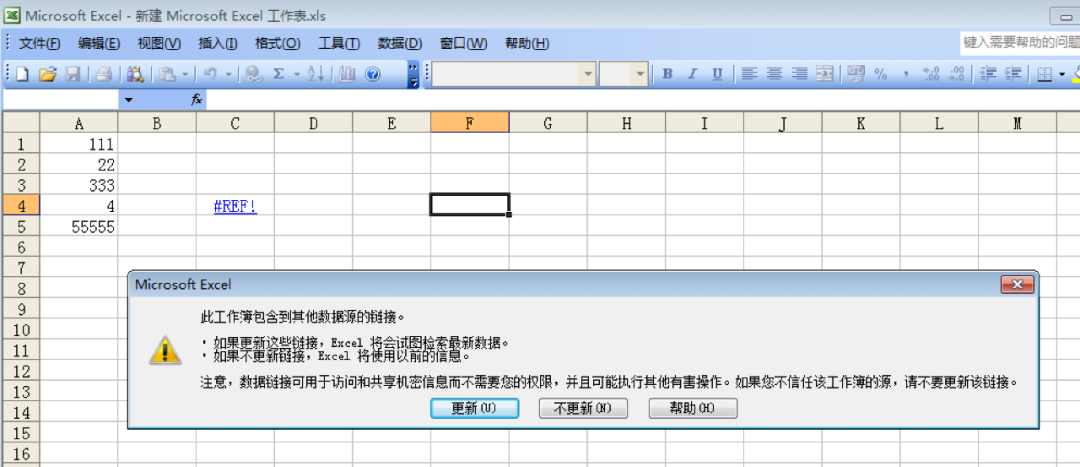 Microsoft Excel - 新建 Microsoft Excel 工作表.xls
文件(F) 编辑(E) 视图(V) 插入(I) 格式(O) 工具(T) 数据(D) 窗口(W) 帮助(H) 键入需要帮助的问题
A B C D E F G H I J K L M
1 111
2 22
3 333
4 4 #REF!
5 55555
6
7
8
9
10
11
12
13
14
15
16
Microsoft Excel
此工作簿包含到其他数据源的链接。
· 如果更新这些链接，Excel 将会试图检索最新数据。
· 如果不更新链接，Excel 将使用以前的信息。
注意，数据链接可用于访问和共享机密信息而不需要您的权限，并且可能执行其他有害操作。如果您不信任该工作簿的源，请不要更新该链接。
更新(U) 不更新(N) 帮助(H)